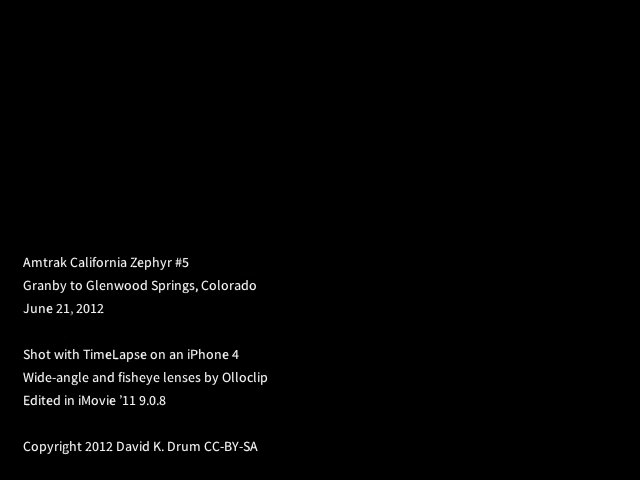 Amtrak California Zephyr #5
Granby to Glenwood Springs, Colorado
June 21, 2012
Shot with TimeLapse on an iPhone 4
Wide-angle and fisheye lenses by Olloclip
Edited in iMovie '11 9.0.8
Copyright 2012 David K. Drum CC-BY-SA